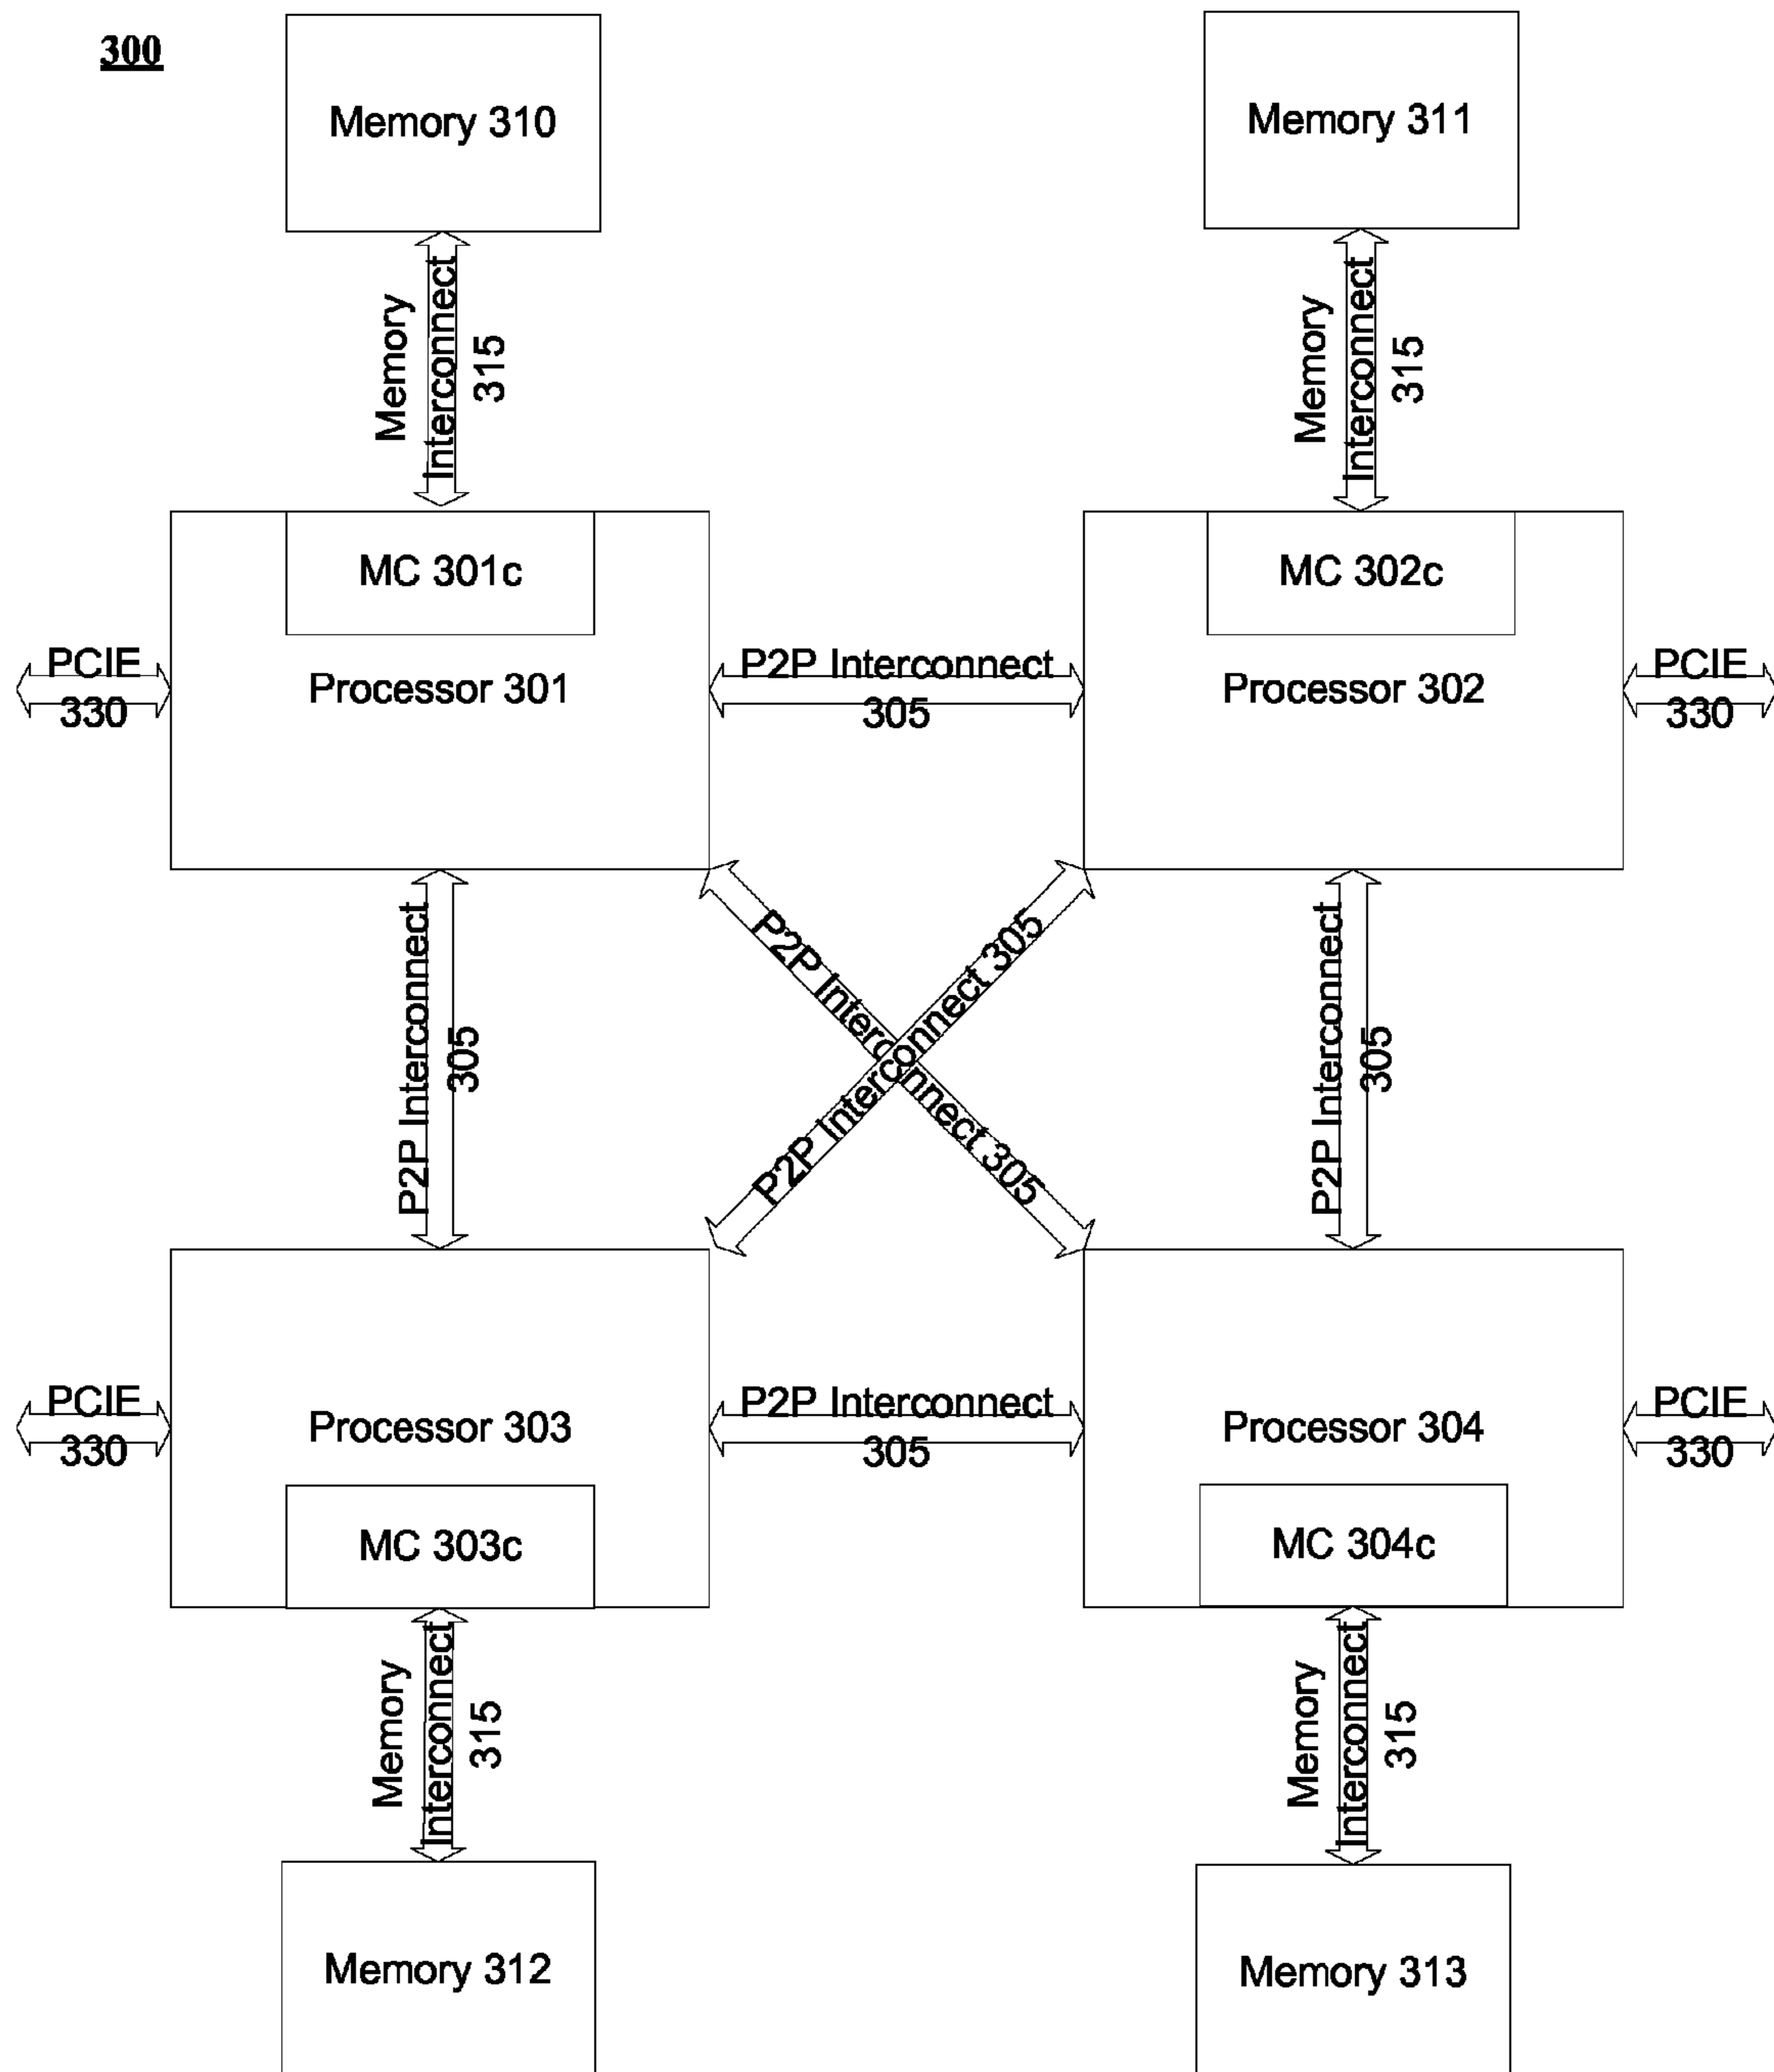 300
Memory 310
Memory 311
Memory
Interconnect
315
Memory
Interconnect
315
MC 301c
MC 302c
PCIE
330
Processor 301
P2P Interconnect
305
Processor 302
PCIE
330
P2P Interconnect
305
P2P Interconnect 305
P2P Interconnect 305
P2P Interconnect
305
PCIE
330
Processor 303
P2P Interconnect
305
Processor 304
PCIE
330
MC 303c
MC 304c
Memory
Interconnect
315
Memory
Interconnect
315
Memory 312
Memory 313